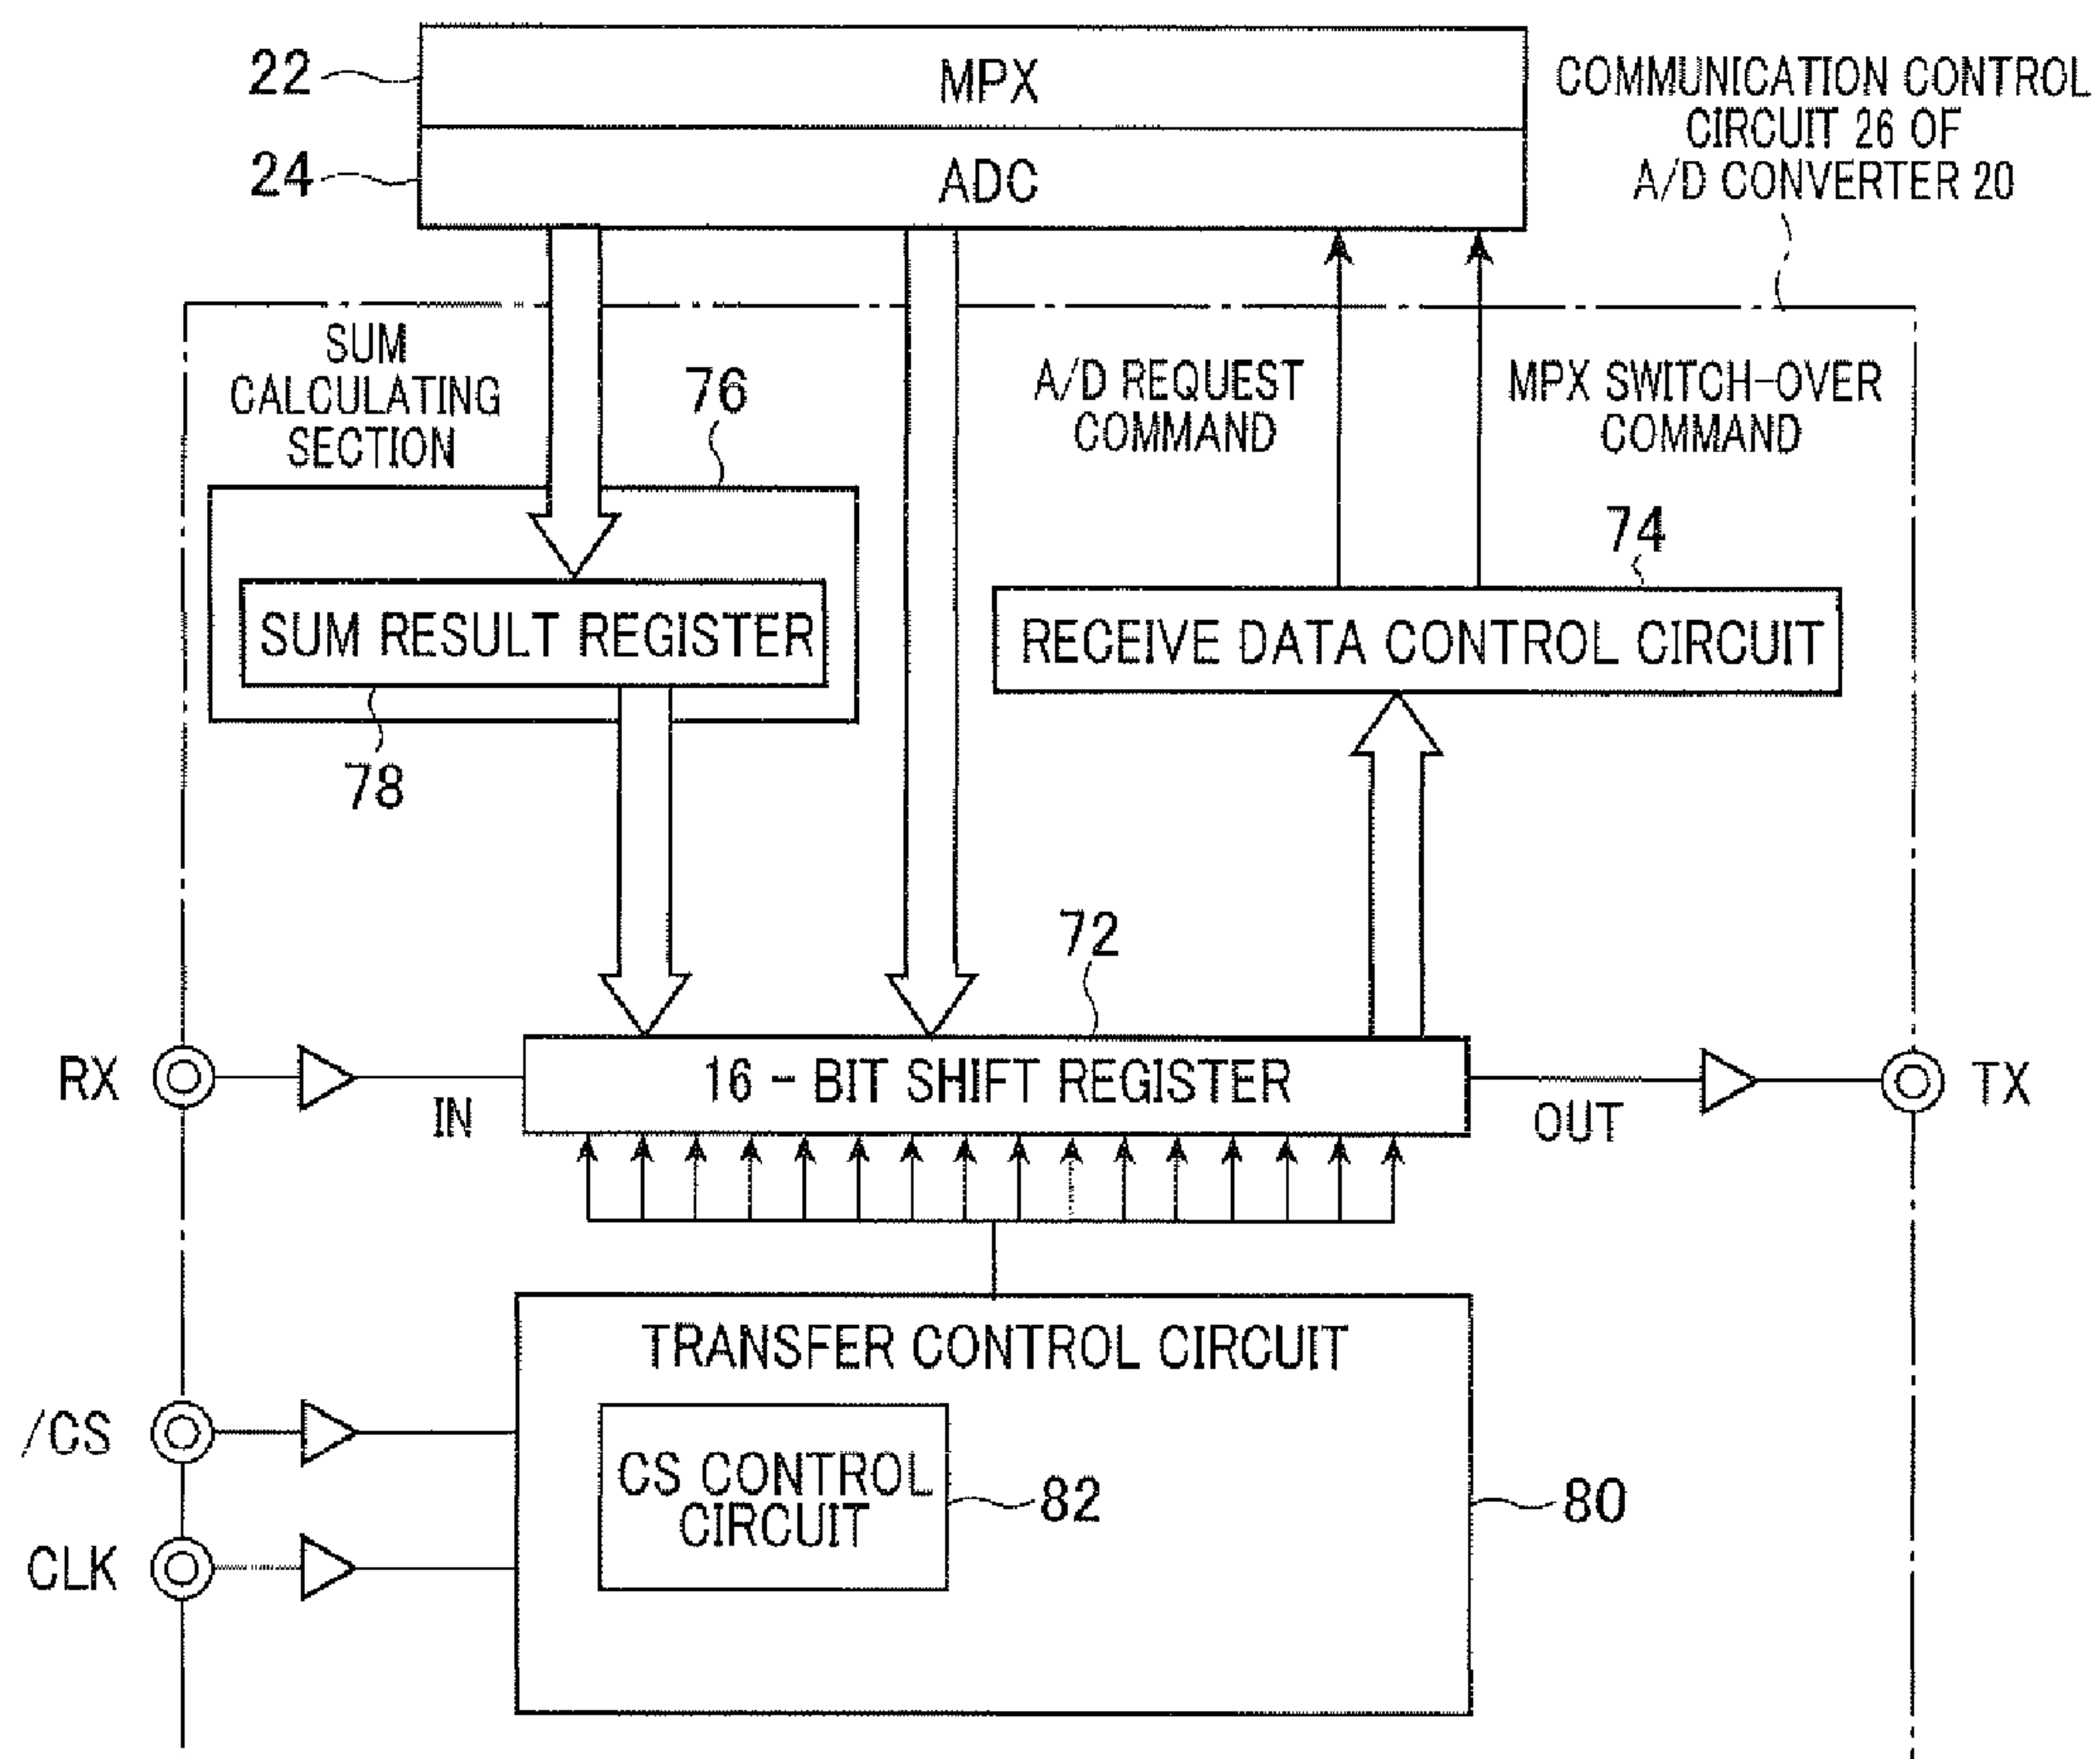 22
MPX
24
ADC
COMMUNICATION CONTROL
CIRCUIT 26 OF
A/D CONVERTER 20
SUM
CALCULATING
SECTION
76
A/D REQUEST
COMMAND
MPX SWITCH-OVER
COMMAND
74
SUM RESULT REGISTER
RECEIVE DATA CONTROL CIRCUIT
78
72
RX
IN
16 - BIT SHIFT REGISTER
OUT
TX
TRANSFER CONTROL CIRCUIT
/CS
CS CONTROL
CIRCUIT
82
80
CLK